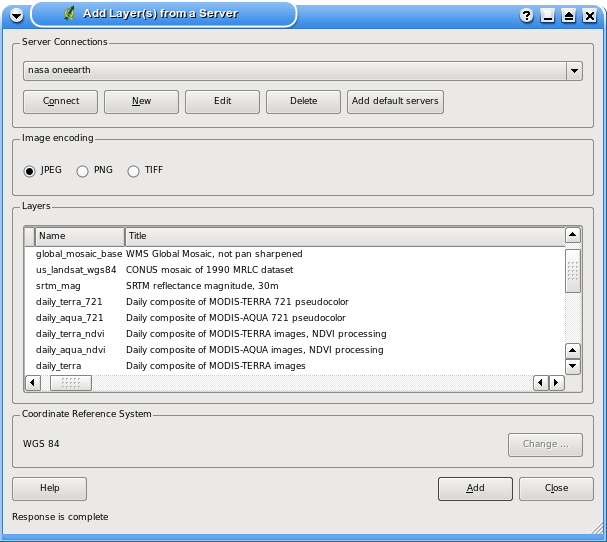 Add Layer(s) from a Server
Server Connections
nasa oneearth
Connect New Edit Delete Add default servers
Image encoding
JPEG PNG TIFF
Layers
Name Title
global_mosaic_base WMS Global Mosaic, not pan sharpened
us_landsat_wgs84 CONUS mosaic of 1990 MRLC dataset
srtm_mag SRTM reflectance magnitude, 30m
daily_terra_721 Daily composite of MODIS-TERRA 721 pseudocolor
daily_aqua_721 Daily composite of MODIS-AQUA 721 pseudocolor
daily_terra_ndvi Daily composite of MODIS-TERRA images, NDVI processing
daily_aqua_ndvi Daily composite of MODIS-AQUA images, NDVI processing
daily_terra Daily composite of MODIS-TERRA images
Coordinate Reference System
WGS 84 Change ...
Help Add Close
Response is complete